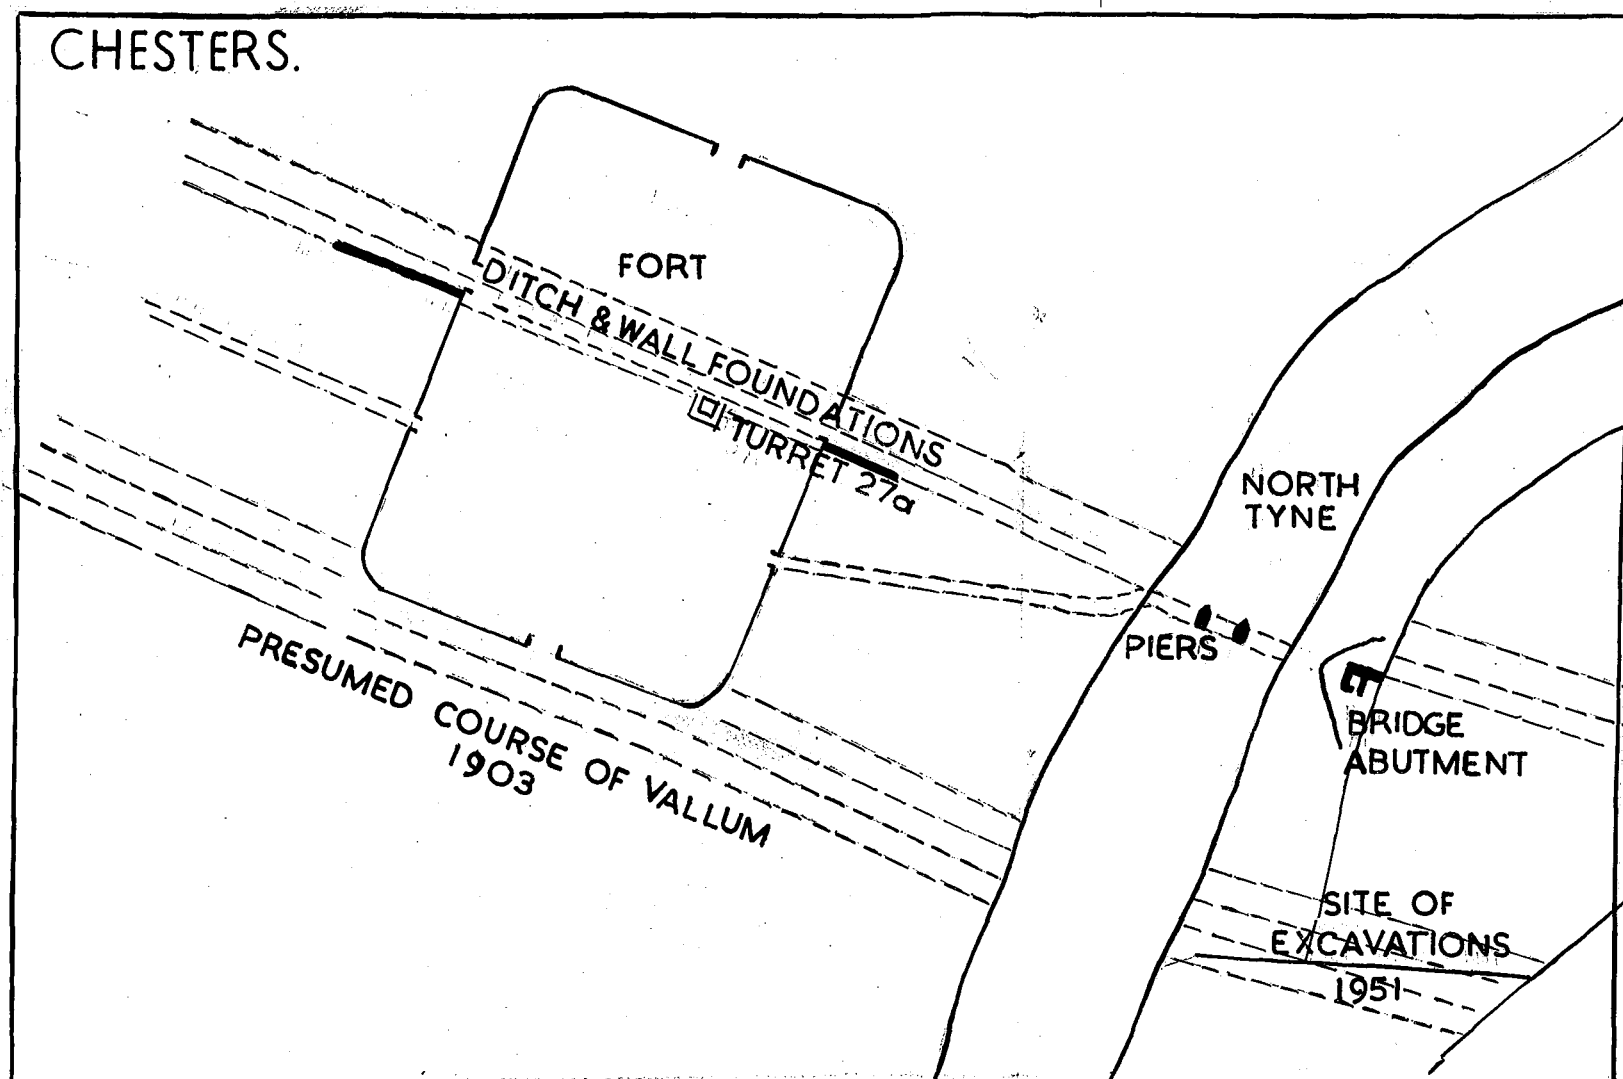 CHESTERS.
FORT
DITCH & WALL FOUNDATIONS
TURRET 27a
NORTH
TYNE
PIERS
BRIDGE
ABUTMENT
PRESUMED COURSE OF VALLUM
1903
SITE OF
EXCAVATIONS
1951